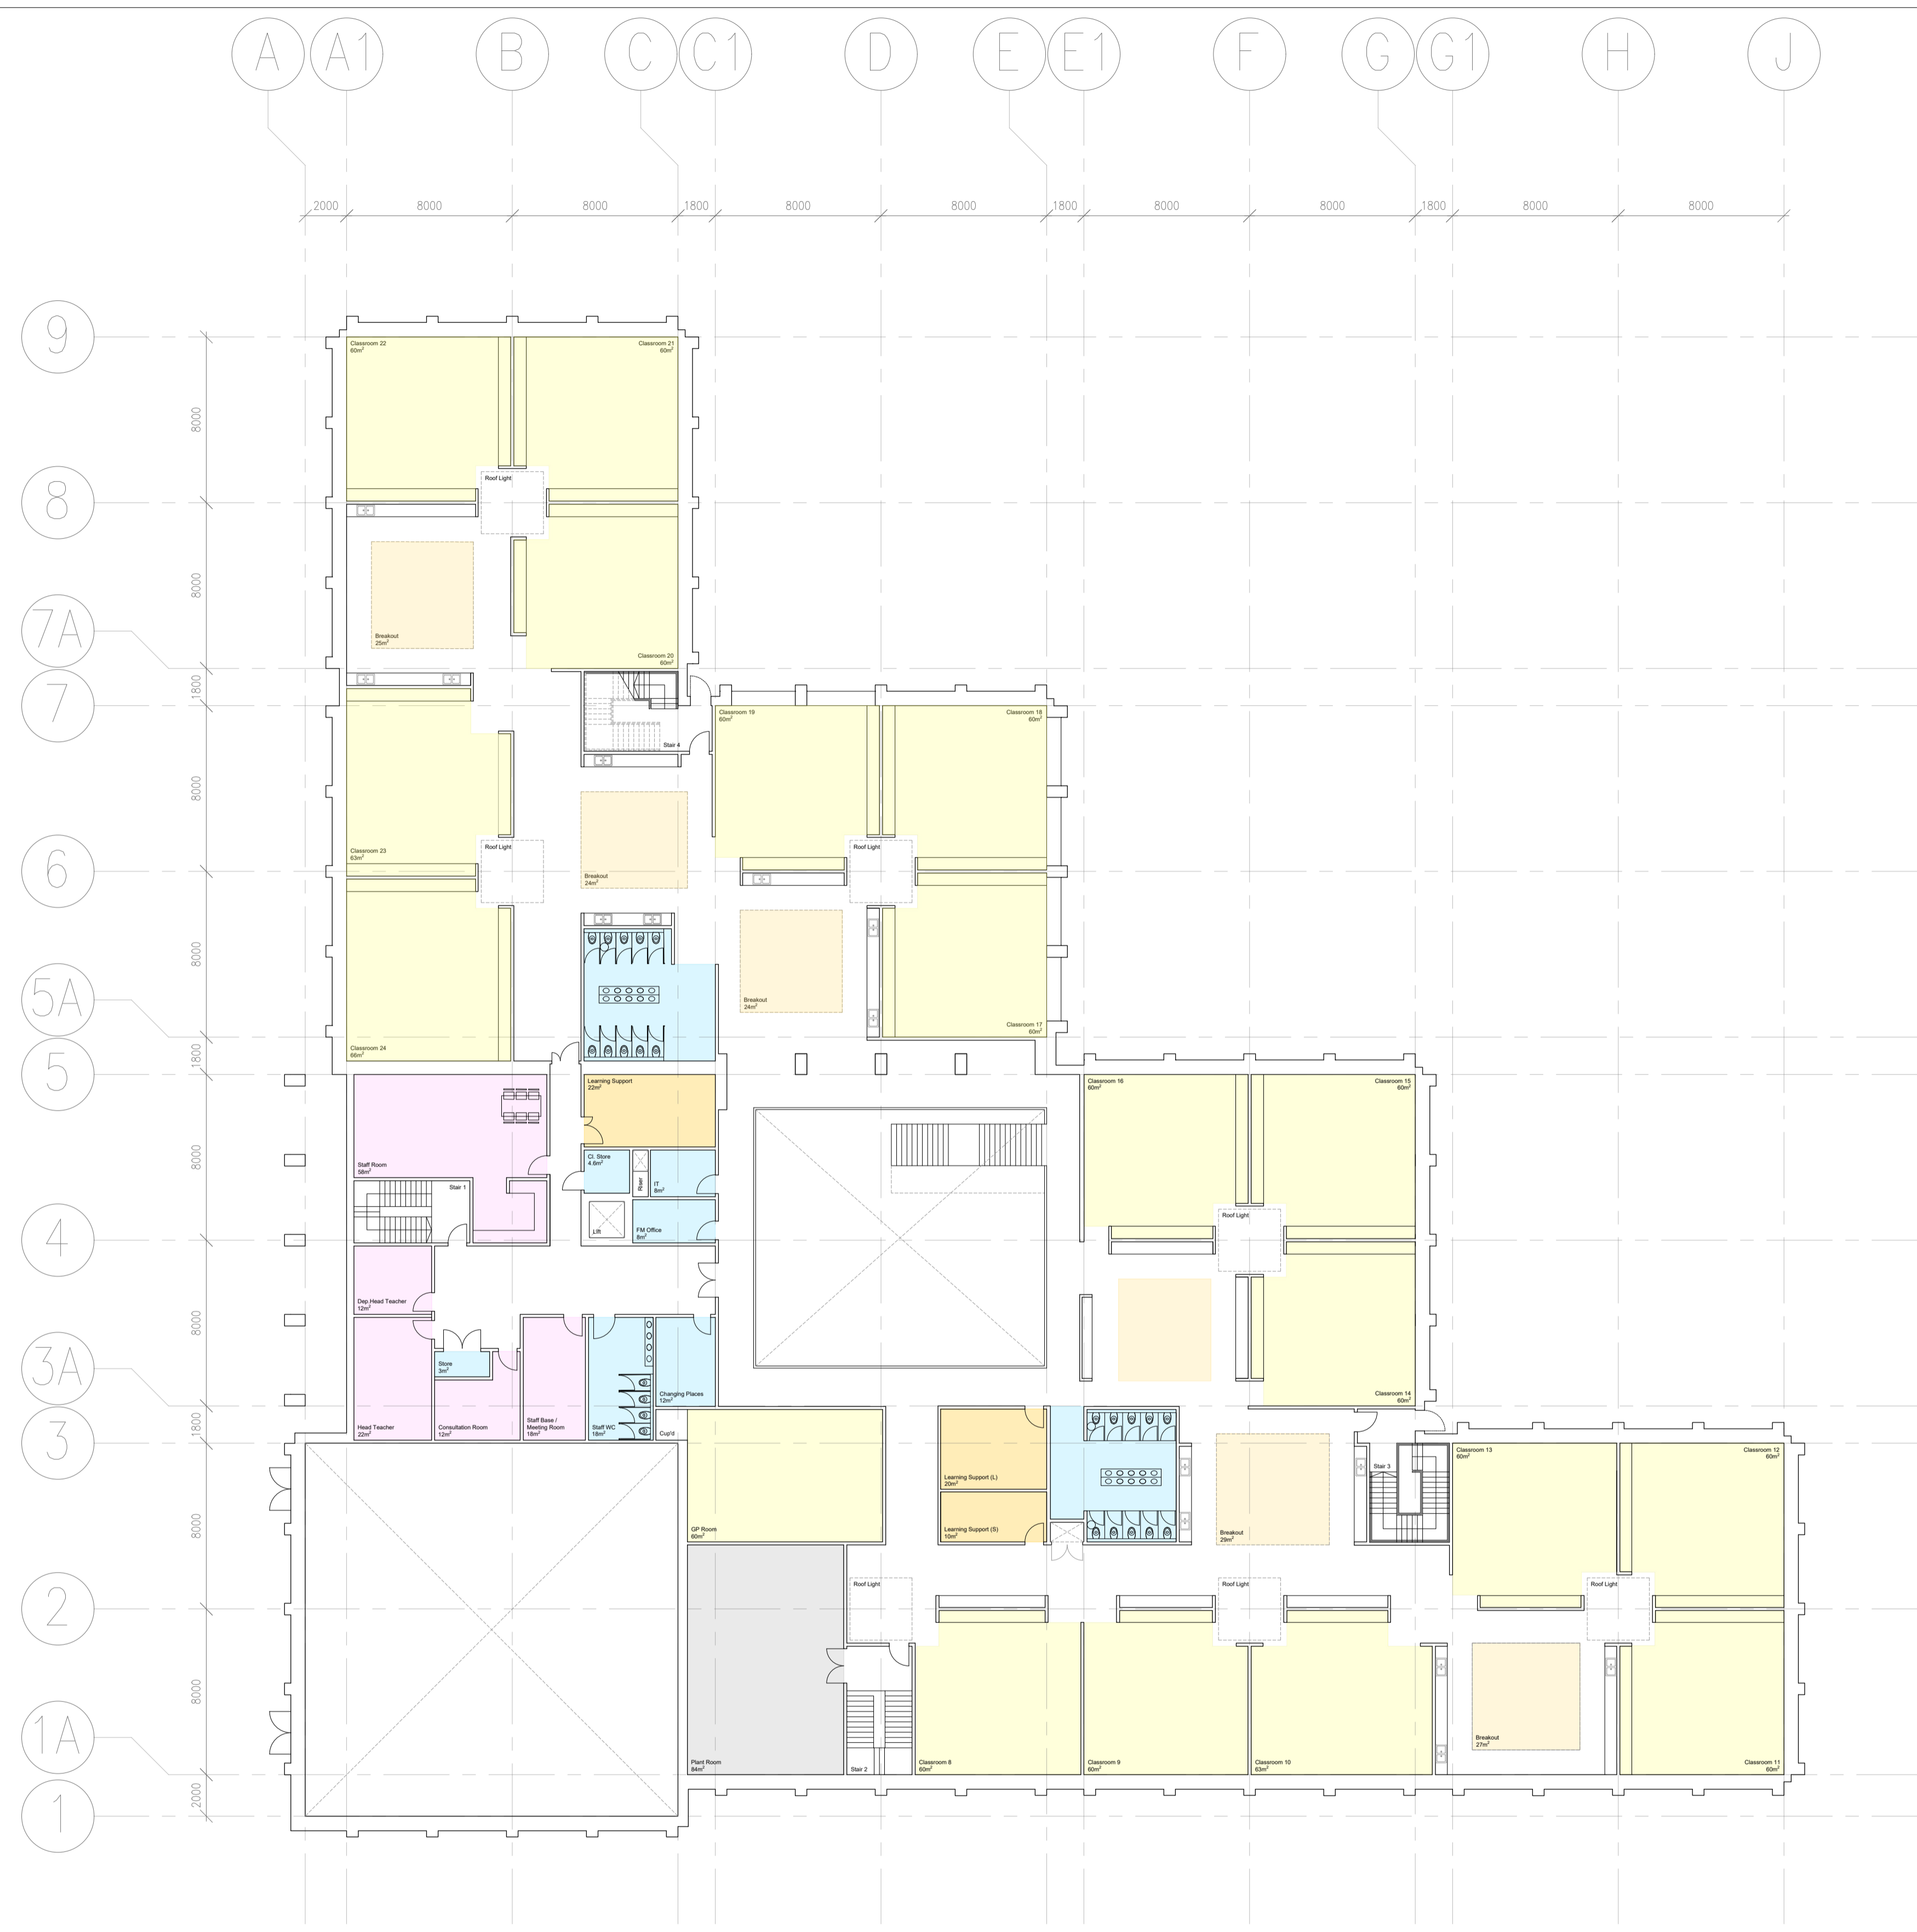 A A1 B C C1 D E E1 F G G1 H J
2000 8000 8000 1800 8000 8000 1800 8000 8000 1800 8000 8000
9
8000
8
8000
7A
1800
7
8000
6
8000
5A
1800
5
8000
4
8000
3A
1800
3
8000
2
8000
1A
2000
1
Classroom 22
60m²
Classroom 21
60m²
Roof Light
Breakout
25m²
Classroom 20
60m²
Stair 4
Classroom 19
60m²
Classroom 18
60m²
Classroom 23
63m²
Roof Light
Breakout
24m²
Roof Light
Breakout
24m²
Classroom 17
60m²
Classroom 24
66m²
Learning Support
22m²
Classroom 16
60m²
Classroom 15
60m²
Staff Room
58m²
Cl. Store
4.6m²
Riser
IT
8m²
Stair 1
Lift
FM Office
8m²
Roof Light
Dep.Head Teacher
12m²
Store
3m²
Head Teacher
22m²
Consultation Room
12m²
Staff Base /
Meeting Room
18m²
Staff WC
18m²
Changing Places
12m²
Cup'd
Classroom 14
60m²
Classroom 13
60m²
Classroom 12
60m²
Learning Support (L)
20m²
Stair 3
GP Room
60m²
Learning Support (S)
10m²
Breakout
29m²
Roof Light
Roof Light
Roof Light
Plant Room
84m²
Stair 2
Classroom 8
60m²
Classroom 9
60m²
Classroom 10
63m²
Breakout
27m²
Classroom 11
60m²